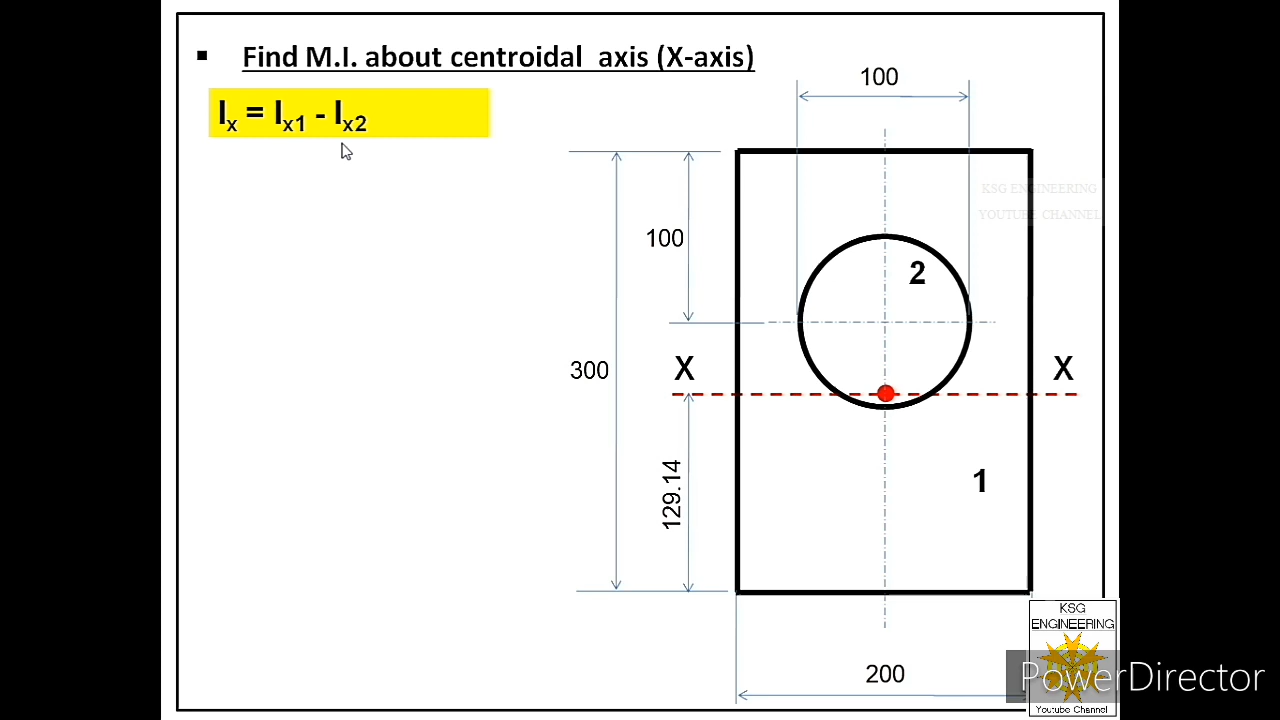 ▪ Find M.I. about centroidal axis (X-axis)
Ix = Ix1 - Ix2
100
KSG ENGINEERING
YOUTUBE CHANNEL
100
2
300
X
X
129.14
1
200
KSG
ENGINEERING
Youtube Channel
PowerDirector